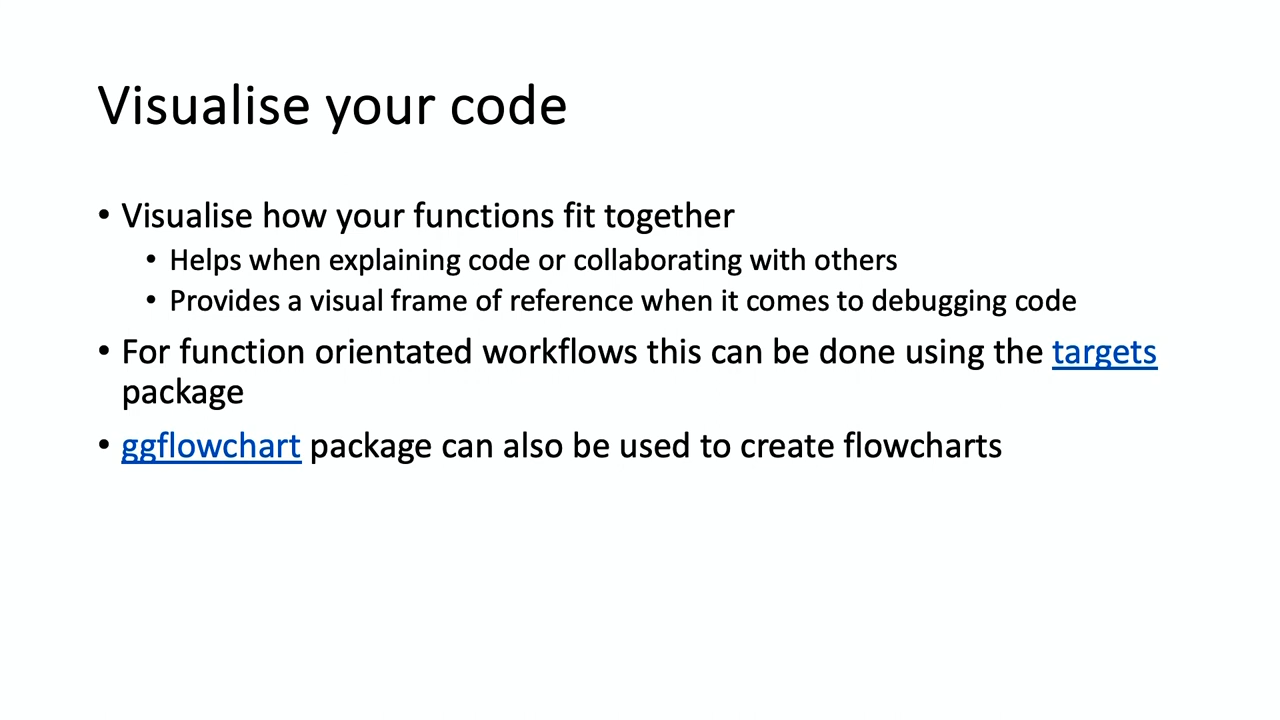 Visualise your code
• Visualise how your functions fit together
• Helps when explaining code or collaborating with others
• Provides a visual frame of reference when it comes to debugging code
• For function orientated workflows this can be done using the targets
package
• ggflowchart package can also be used to create flowcharts